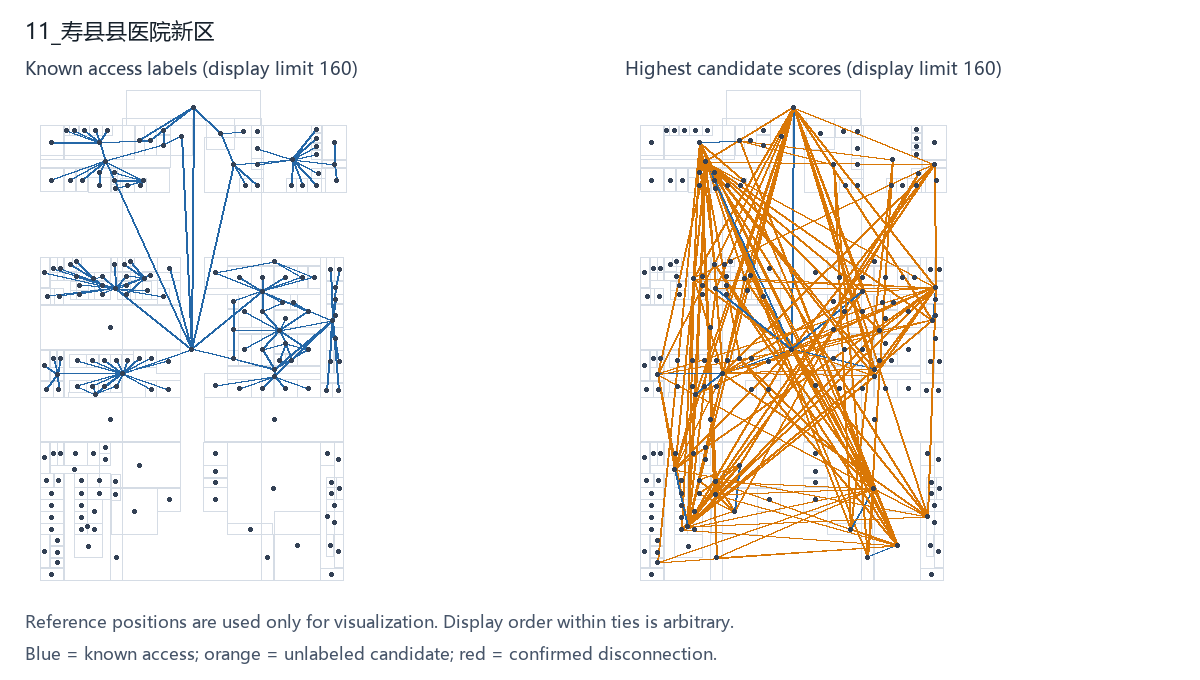 11_寿县县医院新区
Known access labels (display limit 160)
Highest candidate scores (display limit 160)
Reference positions are used only for visualization. Display order within ties is arbitrary.
Blue = known access; orange = unlabeled candidate; red = confirmed disconnection.